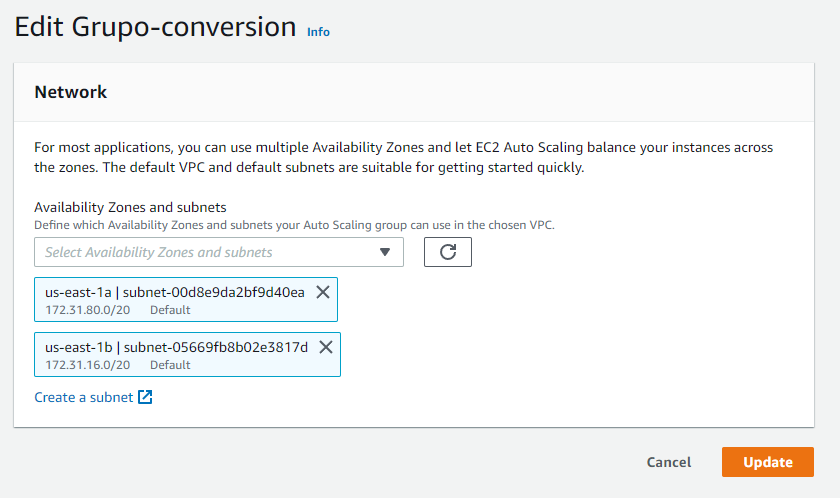 Edit Grupo-conversion Info
Network
For most applications, you can use multiple Availability Zones and let EC2 Auto Scaling balance your instances across
the zones. The default VPC and default subnets are suitable for getting started quickly.
Availability Zones and subnets
Define which Availability Zones and subnets your Auto Scaling group can use in the chosen VPC.
Select Availability Zones and subnets
us-east-1a | subnet-00d8e9da2bf9d40ea
172.31.80.0/20 Default
us-east-1b | subnet-05669fb8b02e3817d
172.31.16.0/20 Default
Create a subnet
Cancel Update